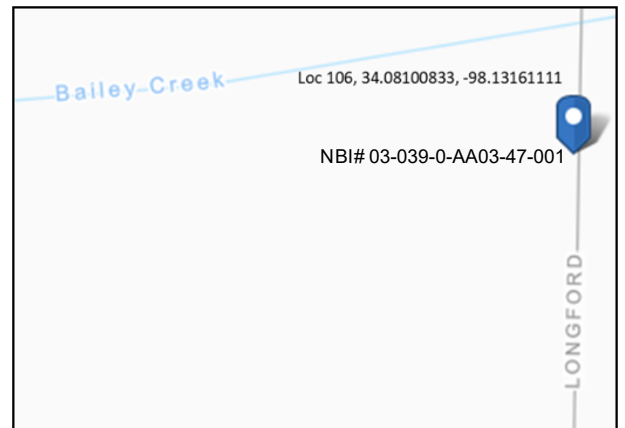 Bailey Creek
Loc 106, 34.08100833, -98.13161111
NBI# 03-039-0-AA03-47-001
LONGFORD